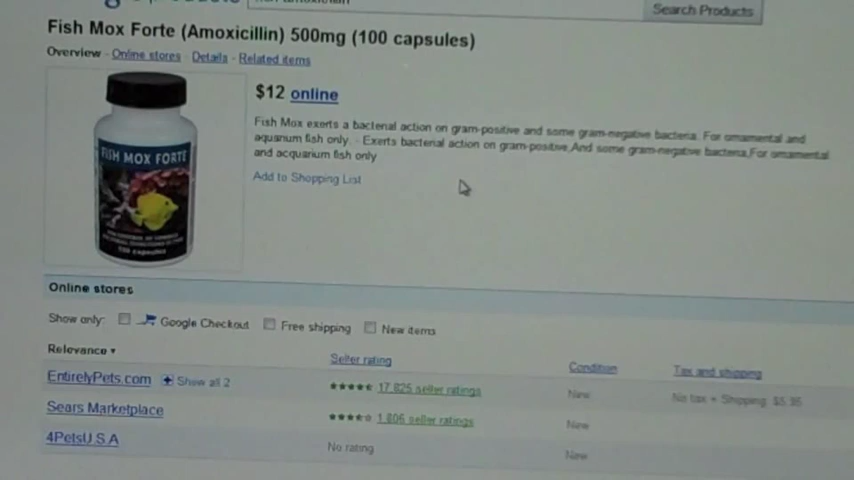 Search Products
Fish Mox Forte (Amoxicillin) 500mg (100 capsules)
Overview - Online stores - Details - Related items
$12 online
Fish Mox exerts a bacterial action on gram-positive and some gram-negative bacteria. For ornamental and
aquarium fish only. - Exerts bacterial action on gram-positive,And some gram-negative bacteria,For ornamental
and acquarium fish only
Add to Shopping List
FISH MOX FORTE
100 capsules
Online stores
Show only: Google Checkout Free shipping New items
Relevance Seller rating Condition Tax and shipping
EntirelyPets.com Show all 2 17,825 seller ratings New No tax + Shipping: $5.95
Sears Marketplace 1,606 seller ratings New
4PetsU.S.A No rating New